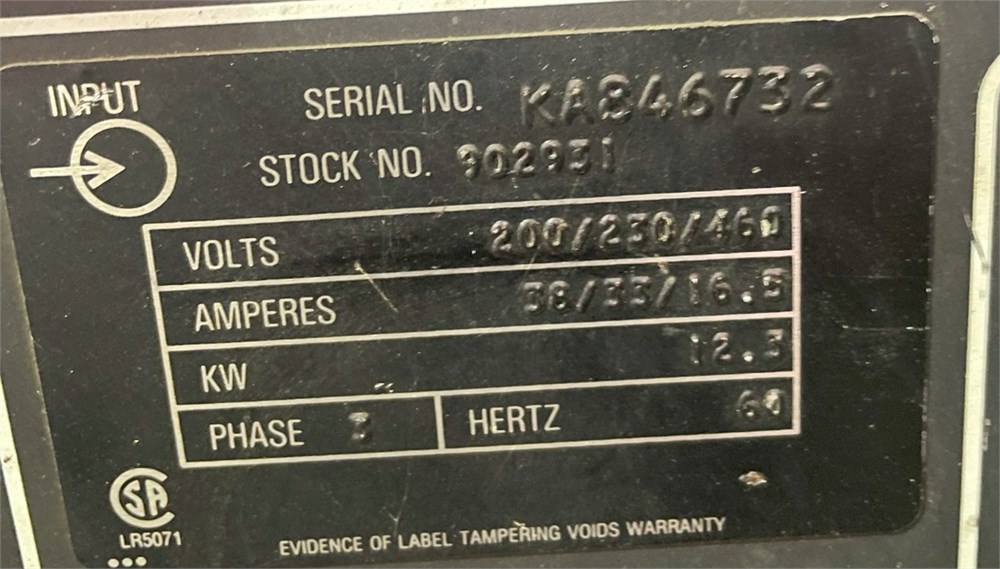 INPUT
SERIAL NO. KA846732
STOCK NO. 902931
VOLTS 200/230/460
AMPERES 38/33/16.5
KW 12.3
PHASE 3 HERTZ 60
SA
LR5071
EVIDENCE OF LABEL TAMPERING VOIDS WARRANTY